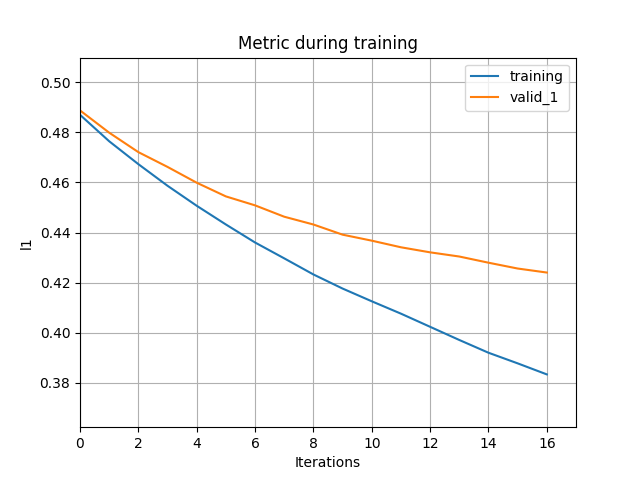 Metric during training
training
valid_1
0.50
0.48
0.46
0.44
0.42
0.40
0.38
l1
0 2 4 6 8 10 12 14 16
Iterations